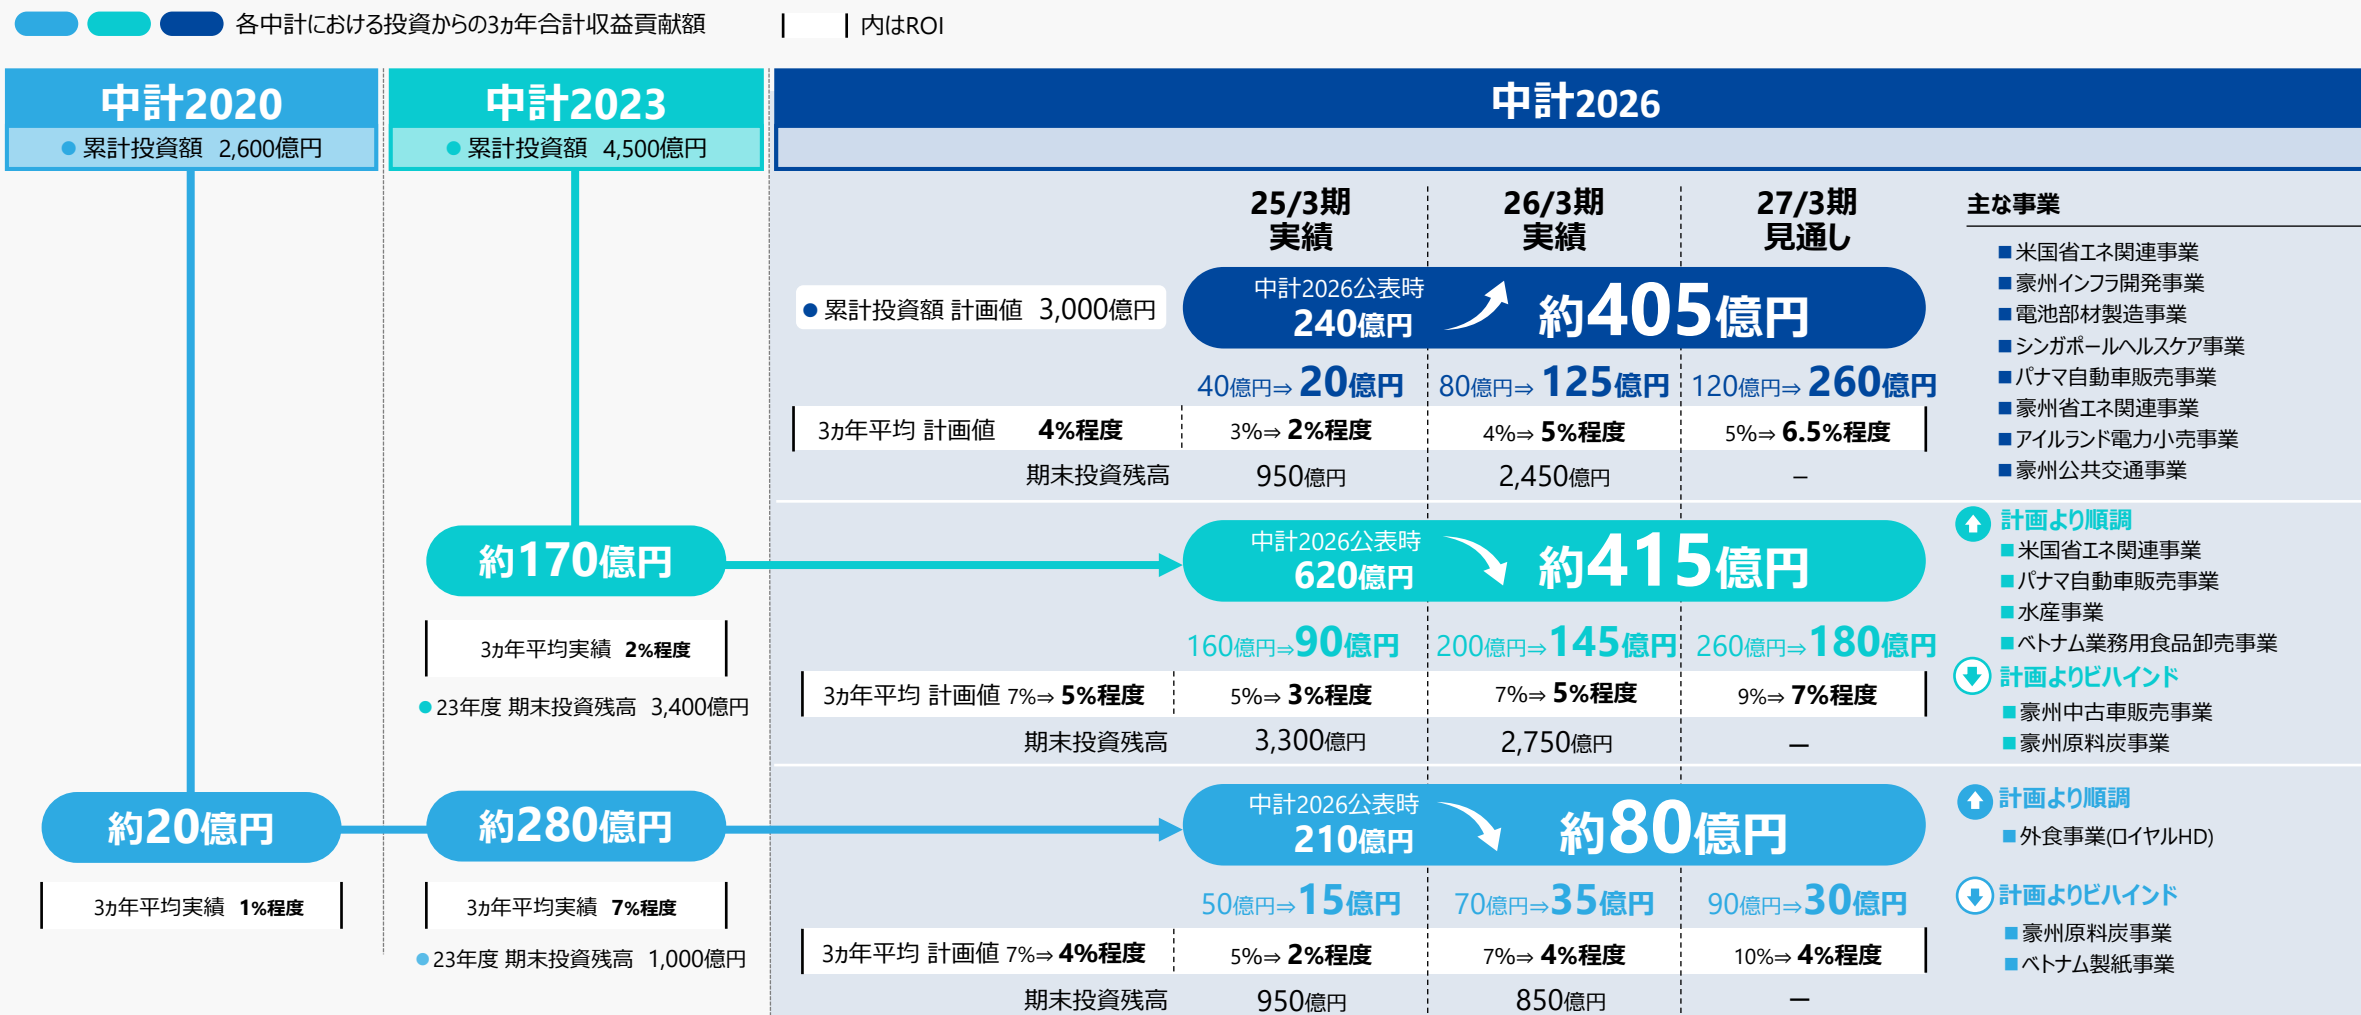 各中計における投資からの3ヵ年合計収益貢献額
内はROI
中計2020
● 累計投資額 2,600億円
中計2023
● 累計投資額 4,500億円
中計2026
25/3期
実績
26/3期
実績
27/3期
見通し
主な事業
● 累計投資額 計画値 3,000億円
中計2026公表時
240億円
約405億円
40億円⇒ 20億円
80億円⇒ 125億円
120億円⇒ 260億円
3ヵ年平均 計画値 4%程度
3%⇒ 2%程度
4%⇒ 5%程度
5%⇒ 6.5%程度
期末投資残高
950億円
2,450億円
–
■ 米国省エネ関連事業
■ 豪州インフラ開発事業
■ 電池部材製造事業
■ シンガポールヘルスケア事業
■ パナマ自動車販売事業
■ 豪州省エネ関連事業
■ アイルランド電力小売事業
■ 豪州公共交通事業
約170億円
3ヵ年平均実績 2%程度
● 23年度 期末投資残高 3,400億円
中計2026公表時
620億円
約415億円
160億円⇒90億円
200億円⇒145億円
260億円⇒180億円
3ヵ年平均 計画値 7%⇒ 5%程度
5%⇒ 3%程度
7%⇒ 5%程度
9%⇒ 7%程度
期末投資残高
3,300億円
2,750億円
–
計画より順調
■ 米国省エネ関連事業
■ パナマ自動車販売事業
■ 水産事業
■ ベトナム業務用食品卸売事業
計画よりビハインド
■ 豪州中古車販売事業
■ 豪州原料炭事業
約20億円
3ヵ年平均実績 1%程度
約280億円
3ヵ年平均実績 7%程度
● 23年度 期末投資残高 1,000億円
中計2026公表時
210億円
約80億円
50億円⇒15億円
70億円⇒35億円
90億円⇒30億円
3ヵ年平均 計画値 7%⇒ 4%程度
5%⇒ 2%程度
7%⇒ 4%程度
10%⇒ 4%程度
期末投資残高
950億円
850億円
–
計画より順調
■ 外食事業(ロイヤルHD)
計画よりビハインド
■ 豪州原料炭事業
■ ベトナム製紙事業